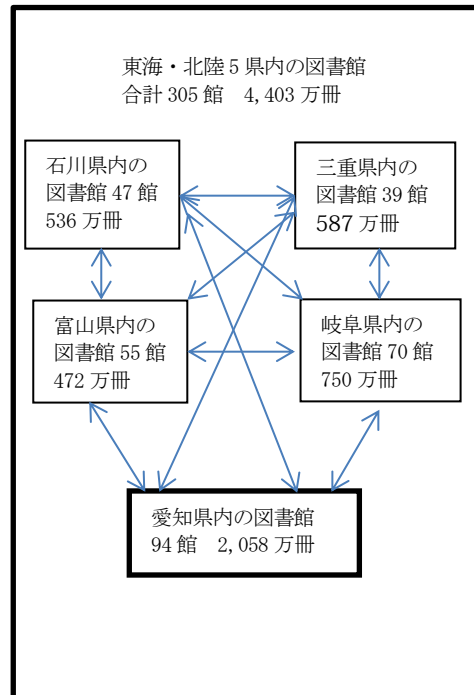 東海・北陸 5 県内の図書館
合計 305 館　4,403 万冊
石川県内の
図書館 47 館
536 万冊
三重県内の
図書館 39 館
587 万冊
富山県内の
図書館 55 館
472 万冊
岐阜県内の
図書館 70 館
750 万冊
愛知県内の図書館
94 館　2,058 万冊